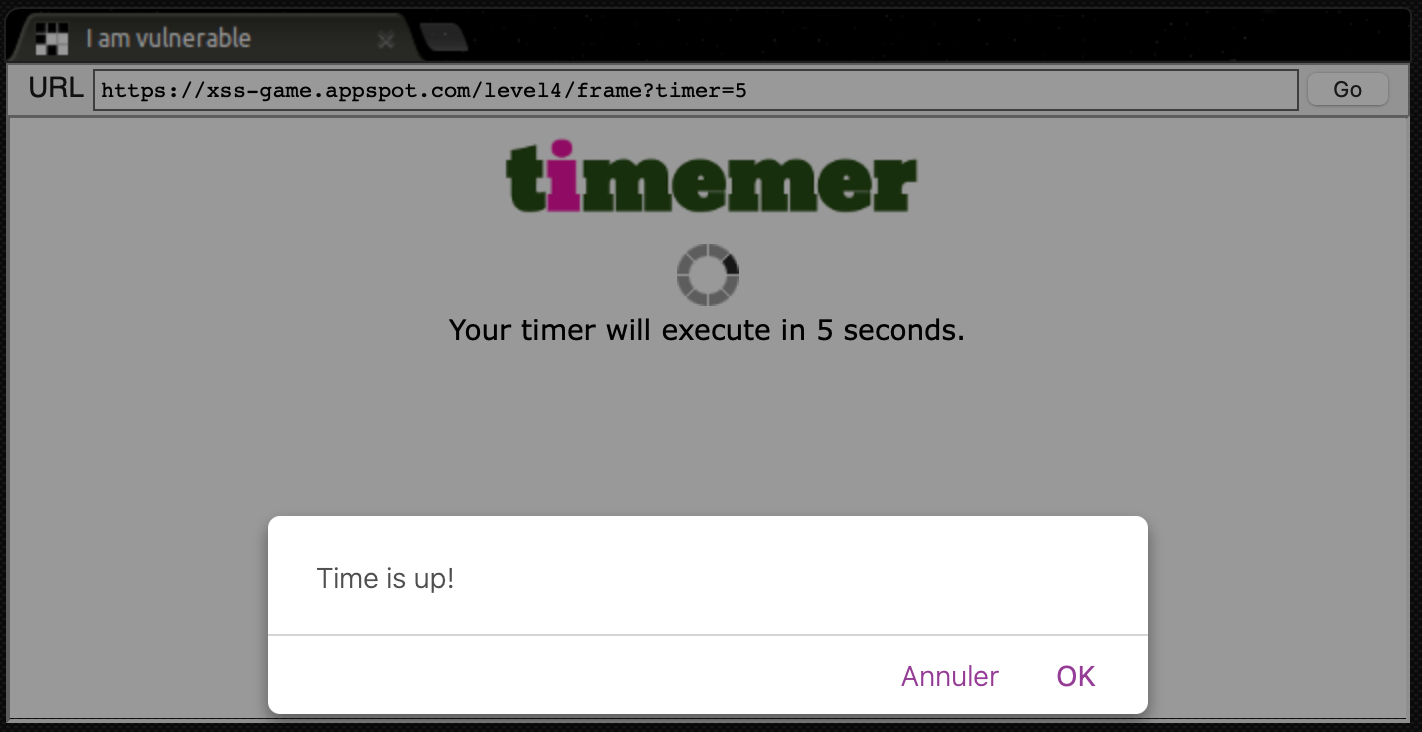 I am vulnerable
URL https://xss-game.appspot.com/level4/frame?timer=5 Go
timemer
Your timer will execute in 5 seconds.
Time is up!
Annuler OK